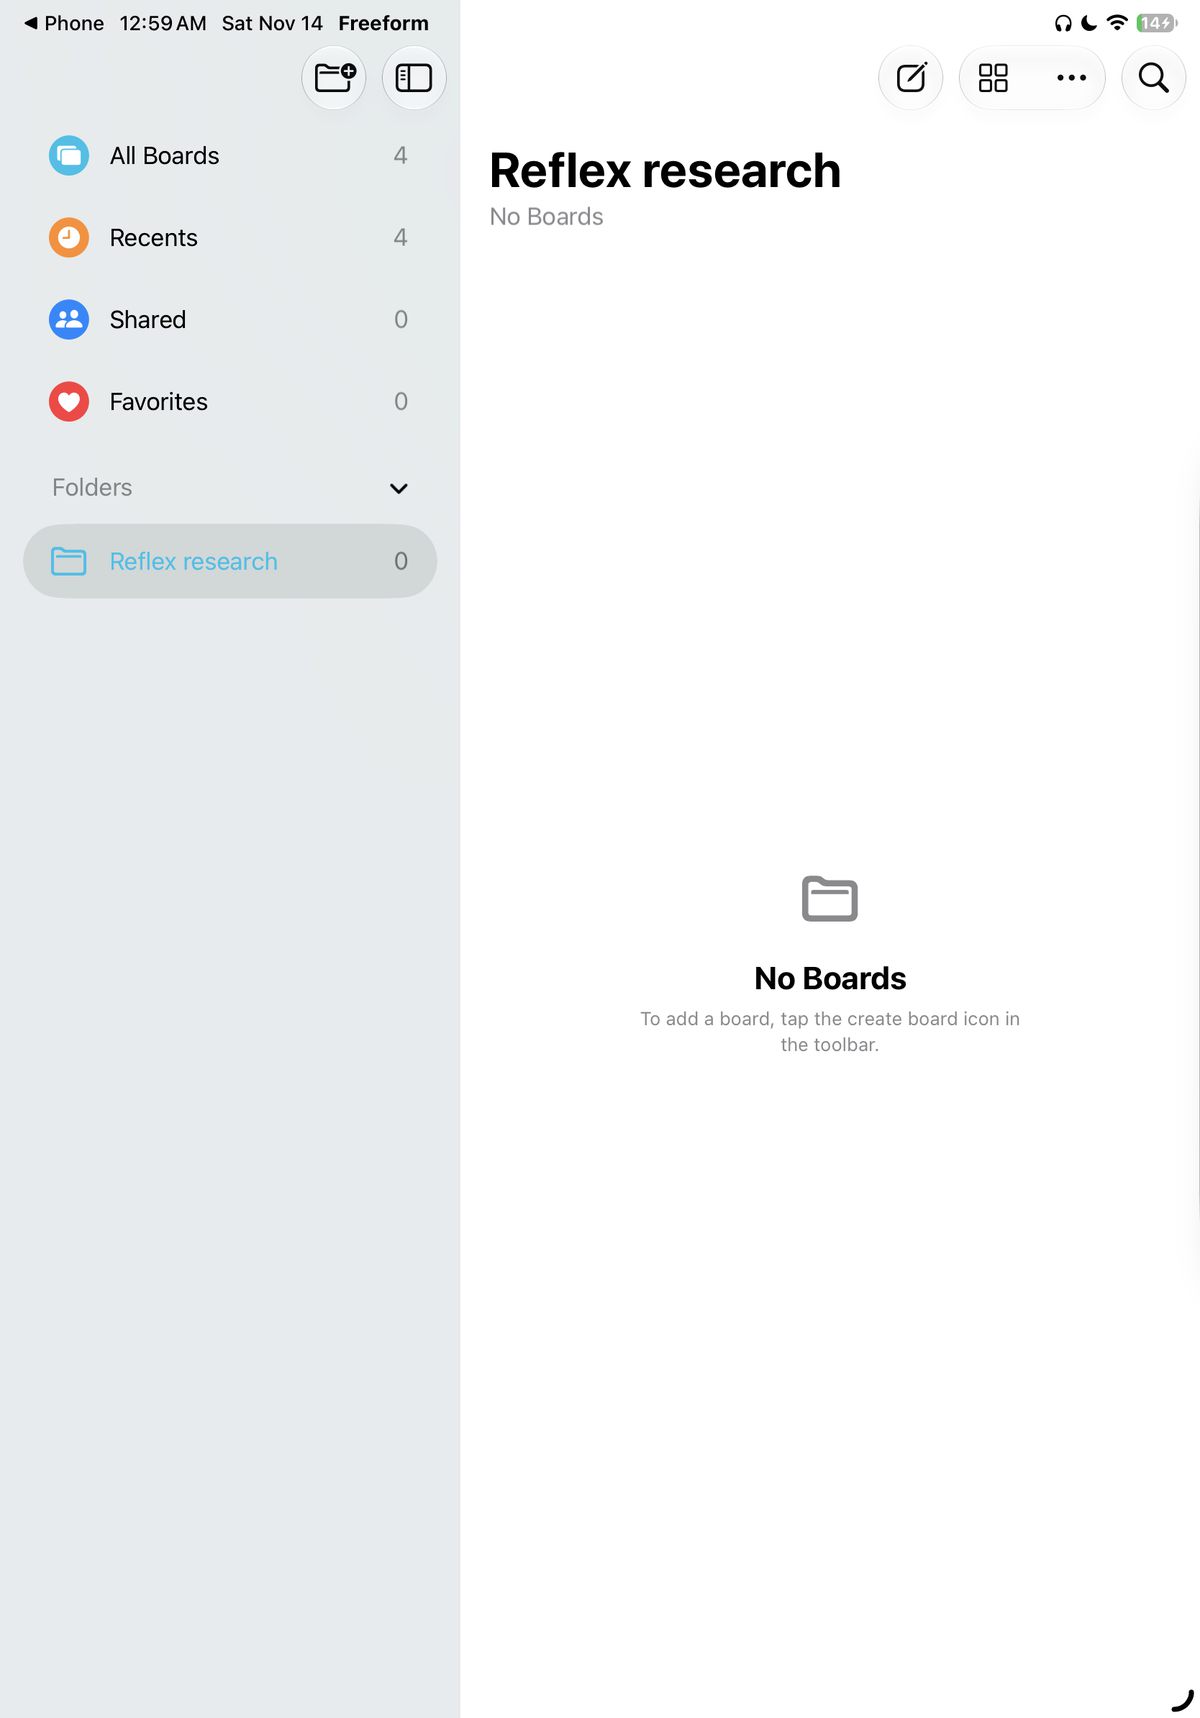 Phone 12:59 AM Sat Nov 14 Freeform
14
All Boards 4
Recents 4
Shared 0
Favorites 0
Folders
Reflex research 0
Reflex research
No Boards
No Boards
To add a board, tap the create board icon in
the toolbar.